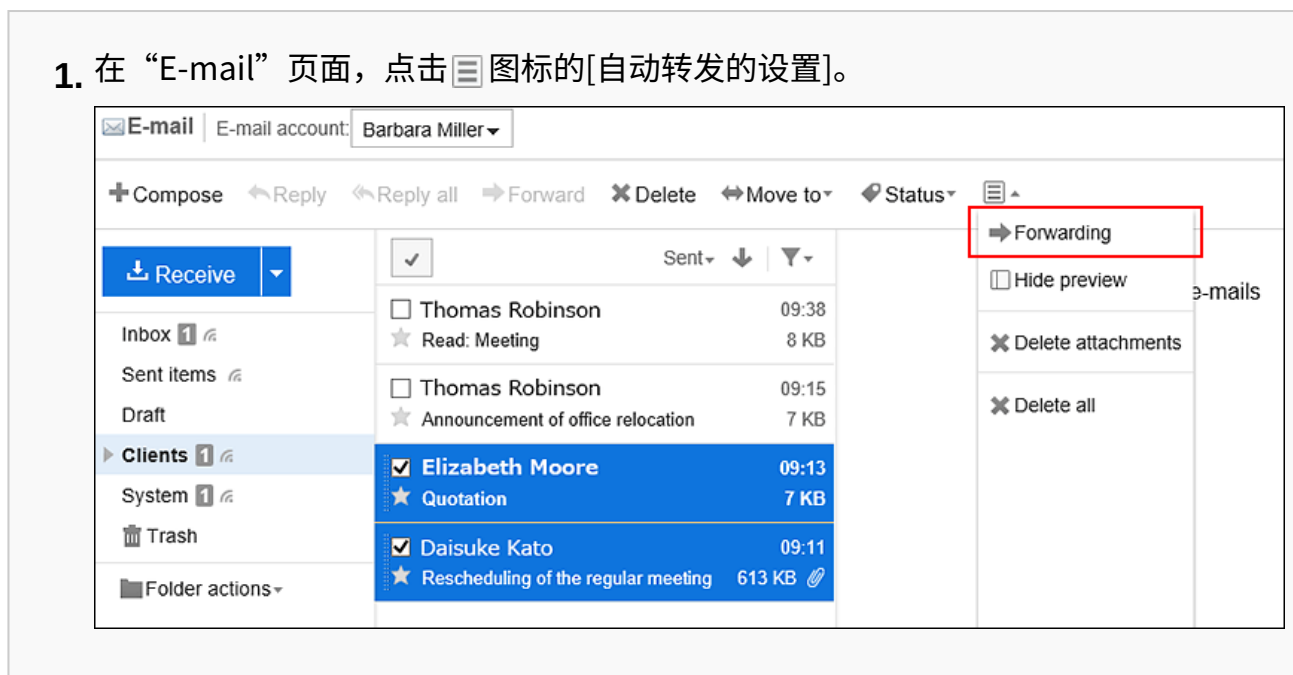 1. 在“E-mail”页面，点击图标的[自动转发的设置]。
E-mail E-mail account: Barbara Miller
Compose Reply Reply all Forward Delete Move to Status
Forwarding
Hide preview
Delete attachments
Delete all
e-mails
Receive
Inbox 1
Sent items
Draft
Clients 1
System 1
Trash
Folder actions
Sent
Thomas Robinson 09:38
Read: Meeting 8 KB
Thomas Robinson 09:15
Announcement of office relocation 7 KB
Elizabeth Moore 09:13
Quotation 7 KB
Daisuke Kato 09:11
Rescheduling of the regular meeting 613 KB